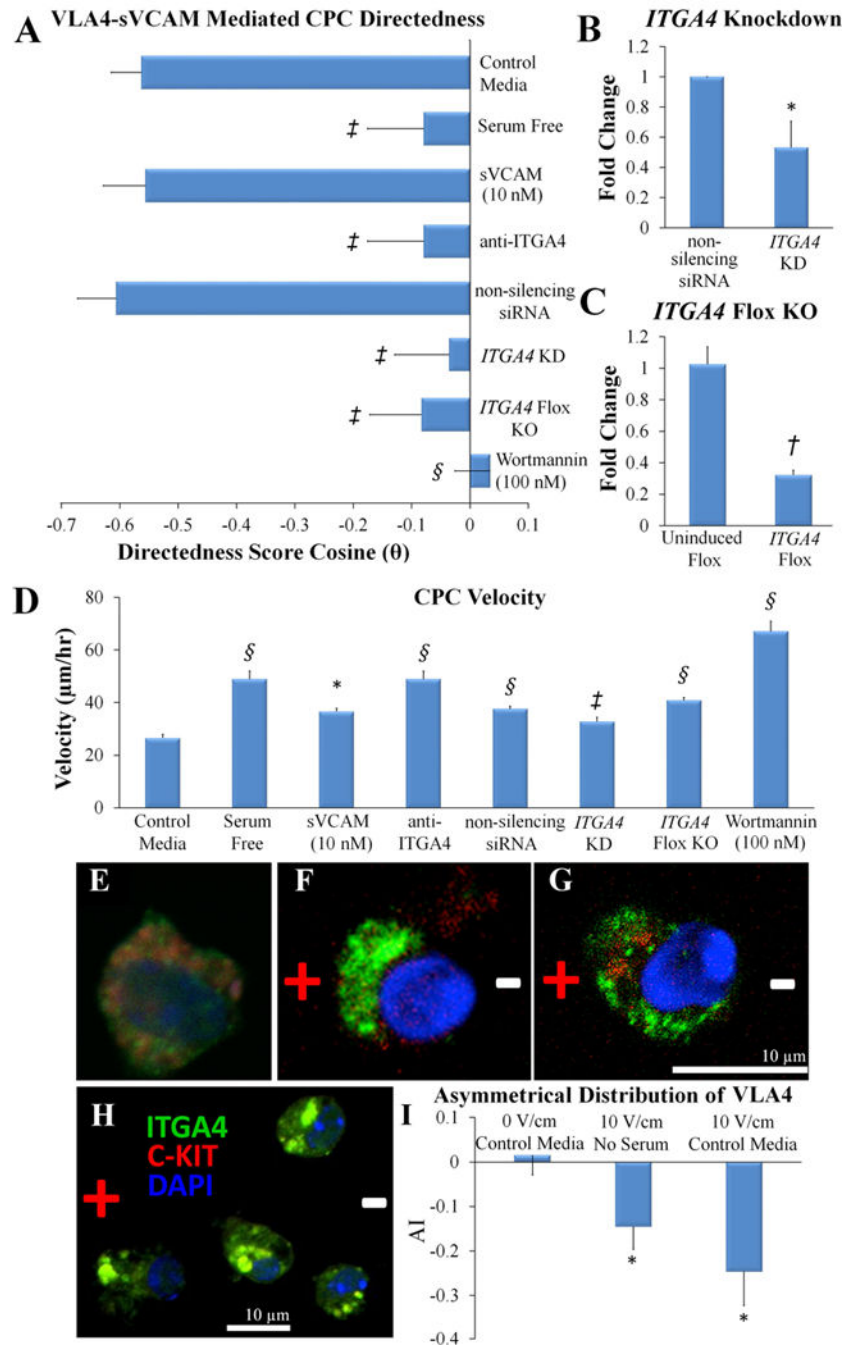 A
VLA4-sVCAM Mediated CPC Directedness
Control
Media
‡
Serum Free
sVCAM
(10 nM)
‡
anti-ITGA4
non-silencing
siRNA
‡
ITGA4 KD
‡
ITGA4 Flox
KO
§
Wortmannin
(100 nM)
-0.7 -0.6 -0.5 -0.4 -0.3 -0.2 -0.1 0 0.1
Directedness Score Cosine (θ)
B
ITGA4 Knockdown
Fold Change
1.2
1
0.8
0.6
0.4
0.2
0
*
non-
silencing
siRNA
ITGA4
KD
C
ITGA4 Flox KO
Fold Change
1.2
1
0.8
0.6
0.4
0.2
0
†
Uninduced
Flox
ITGA4
Flox
D
CPC Velocity
Velocity (µm/hr)
80
60
40
20
0
§
*
§
§
‡
§
§
Control
Media
Serum
Free
sVCAM
(10 nM)
anti-
ITGA4
non-silencing
siRNA
ITGA4
KD
ITGA4
Flox KO
Wortmannin
(100 nM)
E
F
+
-
G
+
-
10 µm
H
ITGA4
C-KIT
DAPI
+
-
10 µm
I
Asymmetrical Distribution of VLA4
AI
0.1
0
-0.1
-0.2
-0.3
-0.4
0 V/cm
Control Media
10 V/cm
No Serum
10 V/cm
Control Media
*
*